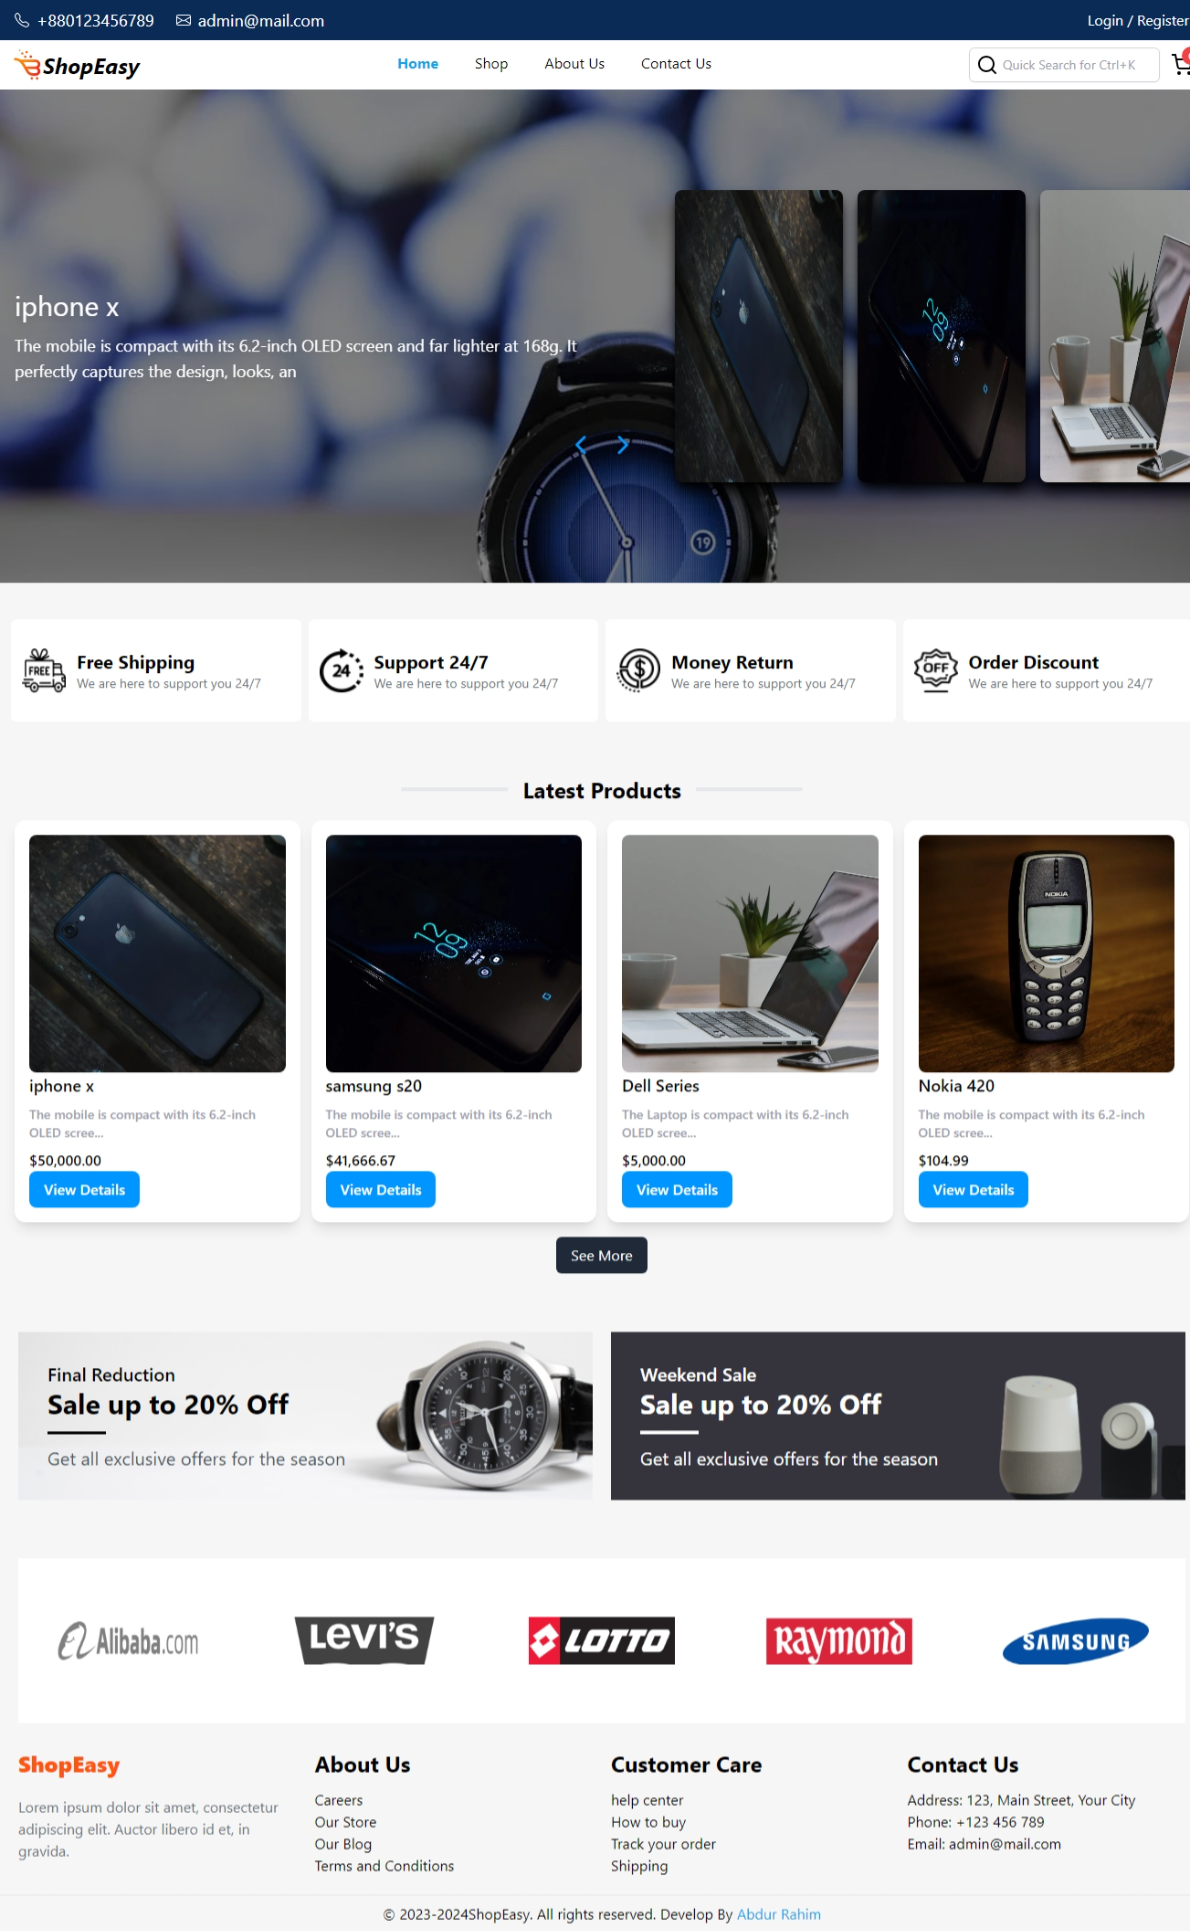 +880123456789 admin@mail.com Login / Register
ShopEasy Home Shop About Us Contact Us Quick Search for Ctrl+K
iphone x
The mobile is compact with its 6.2-inch OLED screen and far lighter at 168g. It
perfectly captures the design, looks, an
12
09
19
FREE
Free Shipping
We are here to support you 24/7
24
Support 24/7
We are here to support you 24/7
$
Money Return
We are here to support you 24/7
OFF
Order Discount
We are here to support you 24/7
Latest Products
iphone x
The mobile is compact with its 6.2-inch
OLED scree...
$50,000.00
View Details
12
09
samsung s20
The mobile is compact with its 6.2-inch
OLED scree...
$41,666.67
View Details
Dell Series
The Laptop is compact with its 6.2-inch
OLED scree...
$5,000.00
View Details
NOKIA
Nokia 420
The mobile is compact with its 6.2-inch
OLED scree...
$104.99
View Details
See More
Final Reduction
Sale up to 20% Off
Get all exclusive offers for the season
Weekend Sale
Sale up to 20% Off
Get all exclusive offers for the season
Alibaba.com LEVI'S LOTTO Raymond SAMSUNG
ShopEasy
Lorem ipsum dolor sit amet, consectetur
adipiscing elit. Auctor libero id et, in
gravida.
About Us
Careers
Our Store
Our Blog
Terms and Conditions
Customer Care
help center
How to buy
Track your order
Shipping
Contact Us
Address: 123, Main Street, Your City
Phone: +123 456 789
Email: admin@mail.com
© 2023-2024ShopEasy. All rights reserved. Develop By Abdur Rahim